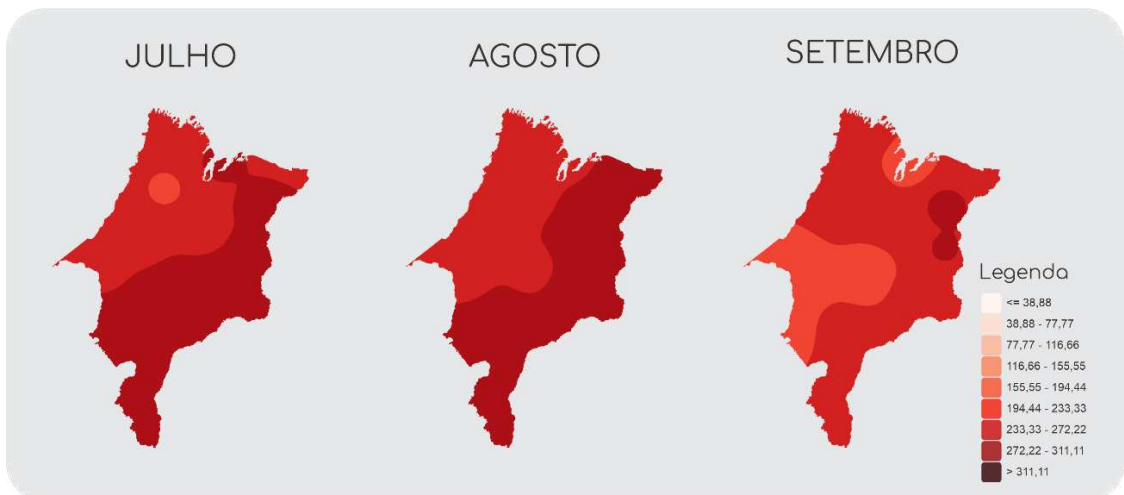 JULHO
AGOSTO
SETEMBRO
Legenda
<= 38,88
38,88 - 77,77
77,77 - 116,66
116,66 - 155,55
155,55 - 194,44
194,44 - 233,33
233,33 - 272,22
272,22 - 311,11
> 311,11